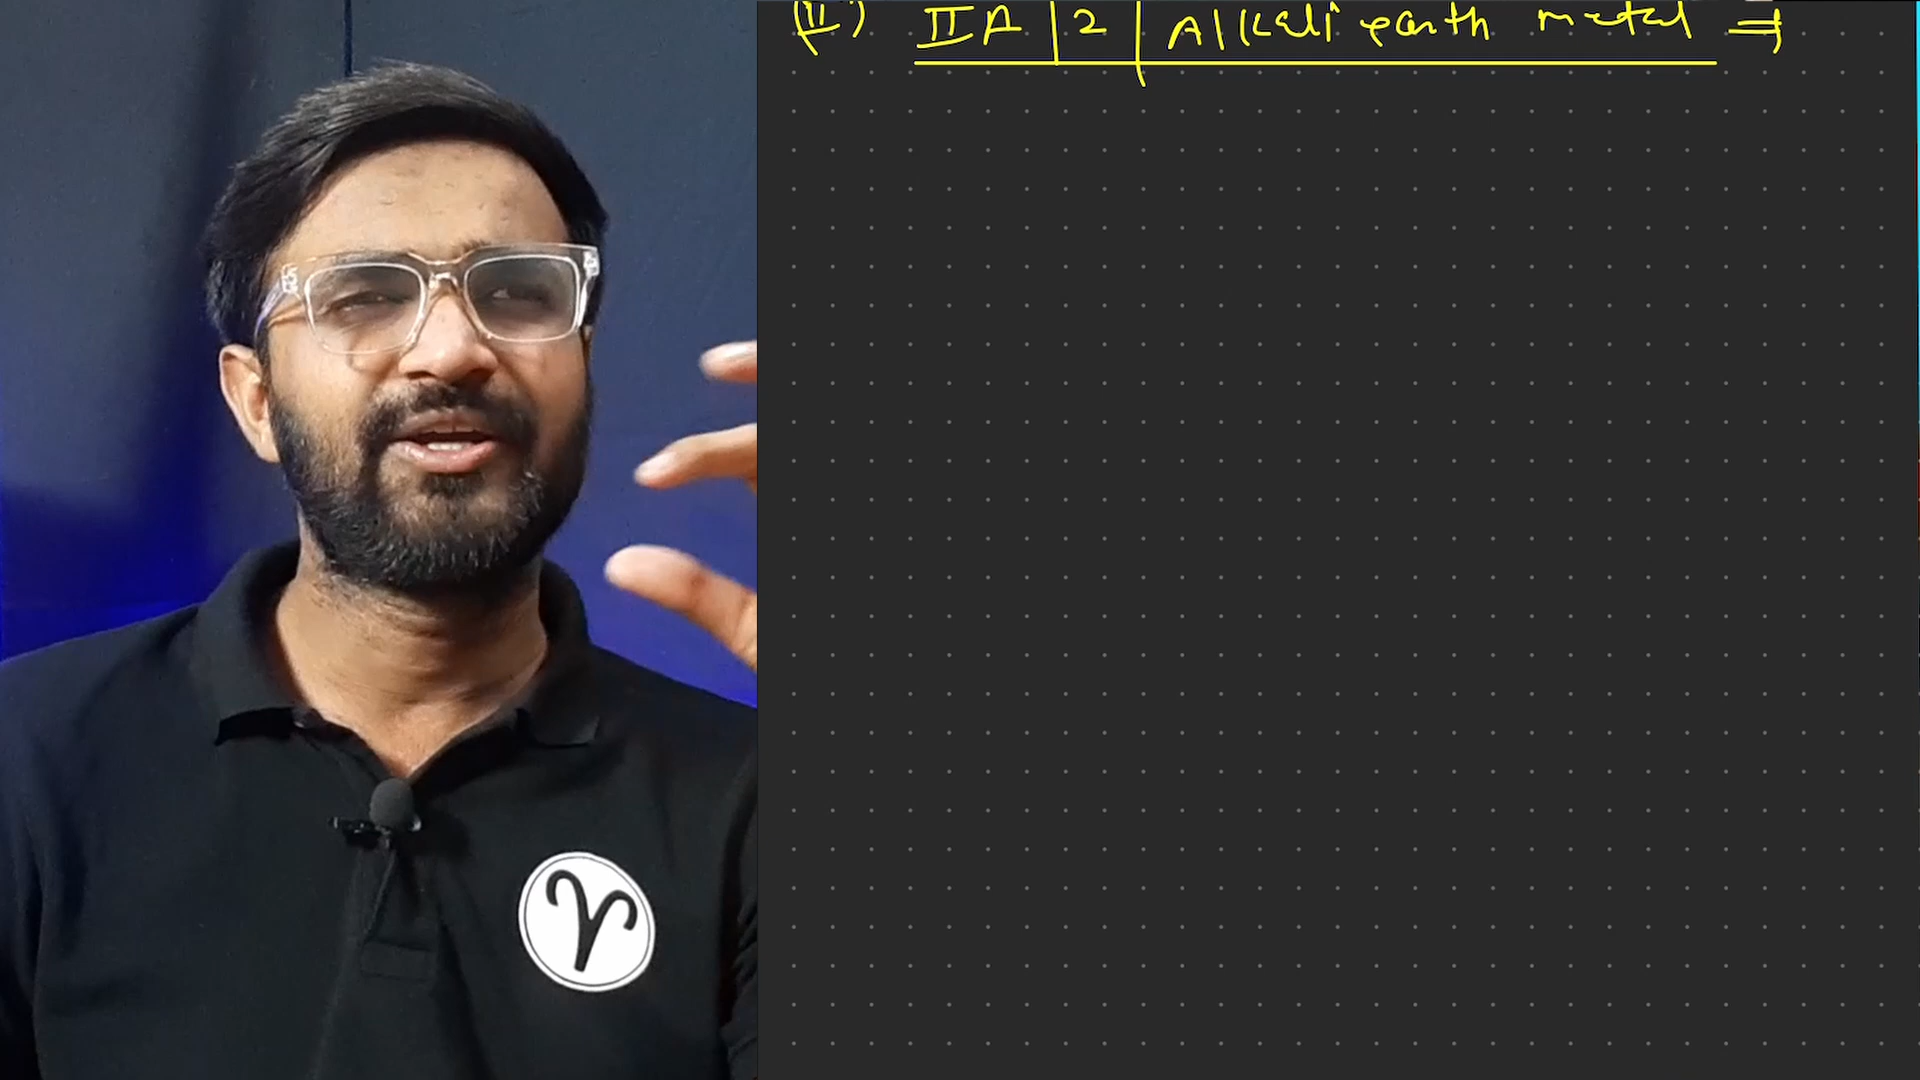 (II) IIA | 2 | Alkali earth metal ⇒